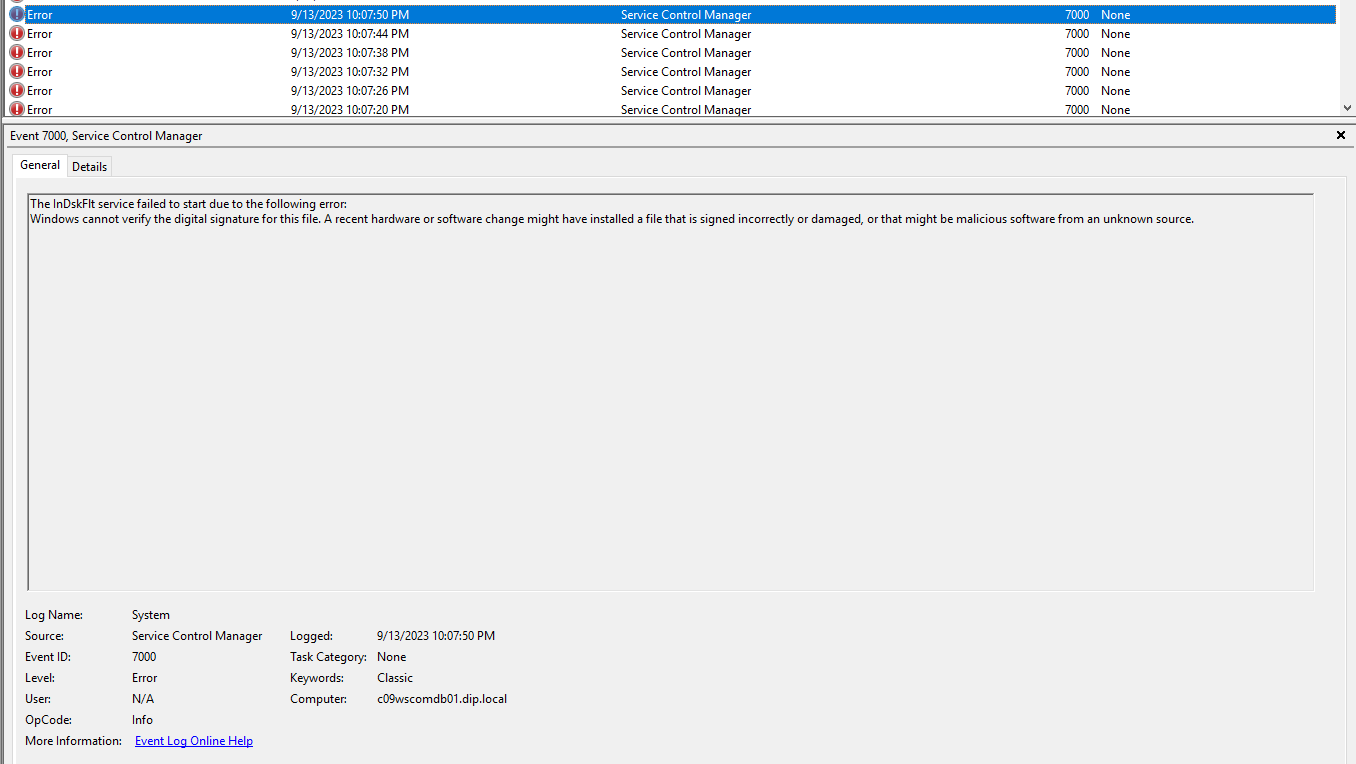 Error 9/13/2023 10:07:50 PM Service Control Manager 7000 None
Error 9/13/2023 10:07:44 PM Service Control Manager 7000 None
Error 9/13/2023 10:07:38 PM Service Control Manager 7000 None
Error 9/13/2023 10:07:32 PM Service Control Manager 7000 None
Error 9/13/2023 10:07:26 PM Service Control Manager 7000 None
Error 9/13/2023 10:07:20 PM Service Control Manager 7000 None
Event 7000, Service Control Manager
General Details
The InDskFlt service failed to start due to the following error:
Windows cannot verify the digital signature for this file. A recent hardware or software change might have installed a file that is signed incorrectly or damaged, or that might be malicious software from an unknown source.
Log Name: System
Source: Service Control Manager Logged: 9/13/2023 10:07:50 PM
Event ID: 7000 Task Category: None
Level: Error Keywords: Classic
User: N/A Computer: c09wscomdb01.dip.local
OpCode: Info
More Information: Event Log Online Help